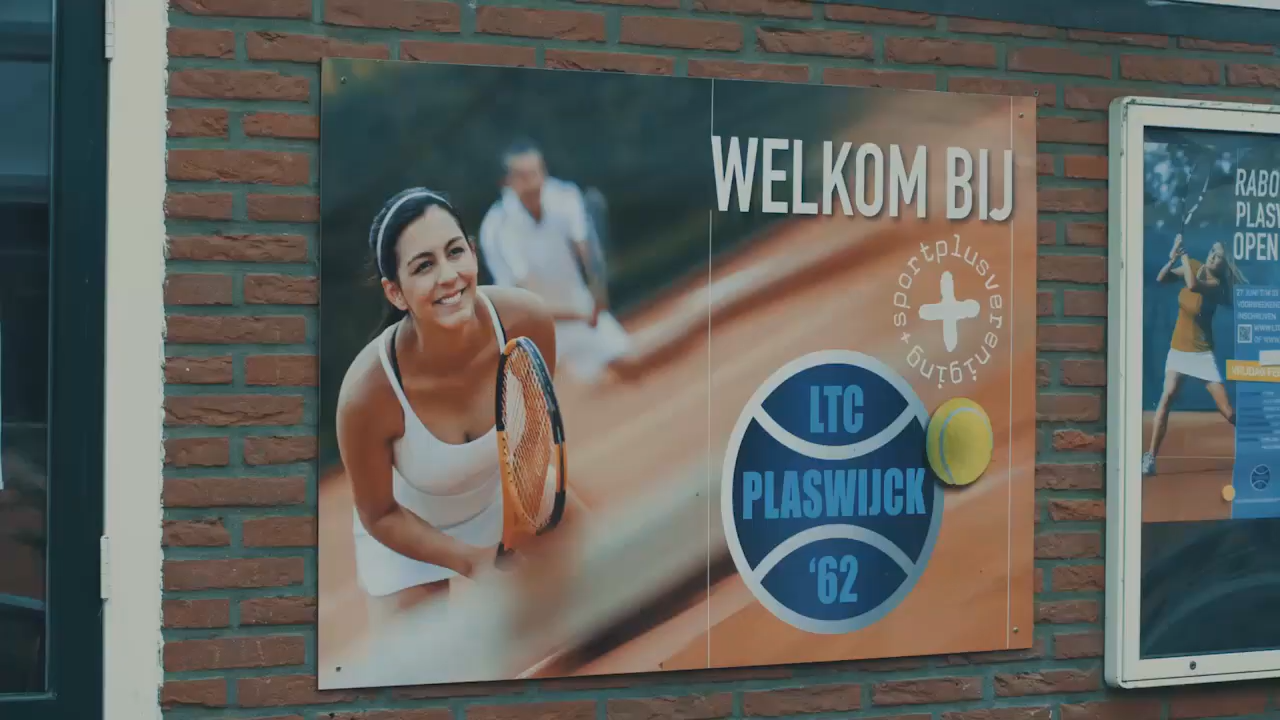 WELKOM BIJ
sportplusvereniging
LTC
PLASWIJCK
‘62
RABO
PLASW
OPEN